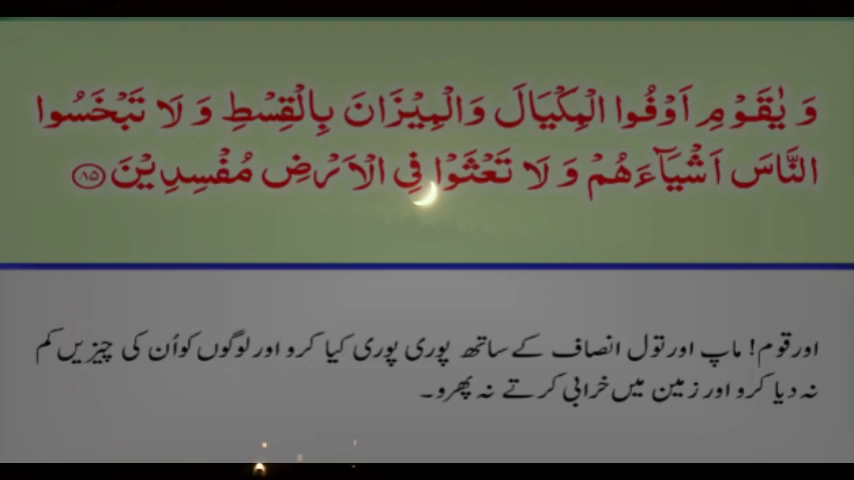 وَ یٰقَوْمِ اَوْفُوا الْمِكْیَالَ وَالْمِیْزَانَ بِالْقِسْطِ وَ لَا تَبْخَسُوا
النَّاسَ اَشْیَآءَهُمْ وَ لَا تَعْثَوْا فِی الْاَرْضِ مُفْسِدِیْنَ ۝۸۵
اور قوم! ماپ اور تول انصاف کے ساتھ پوری پوری کیا کرو اور لوگوں کو اُن کی چیزیں کم
نہ دیا کرو اور زمین میں خرابی کرتے نہ پھرو۔